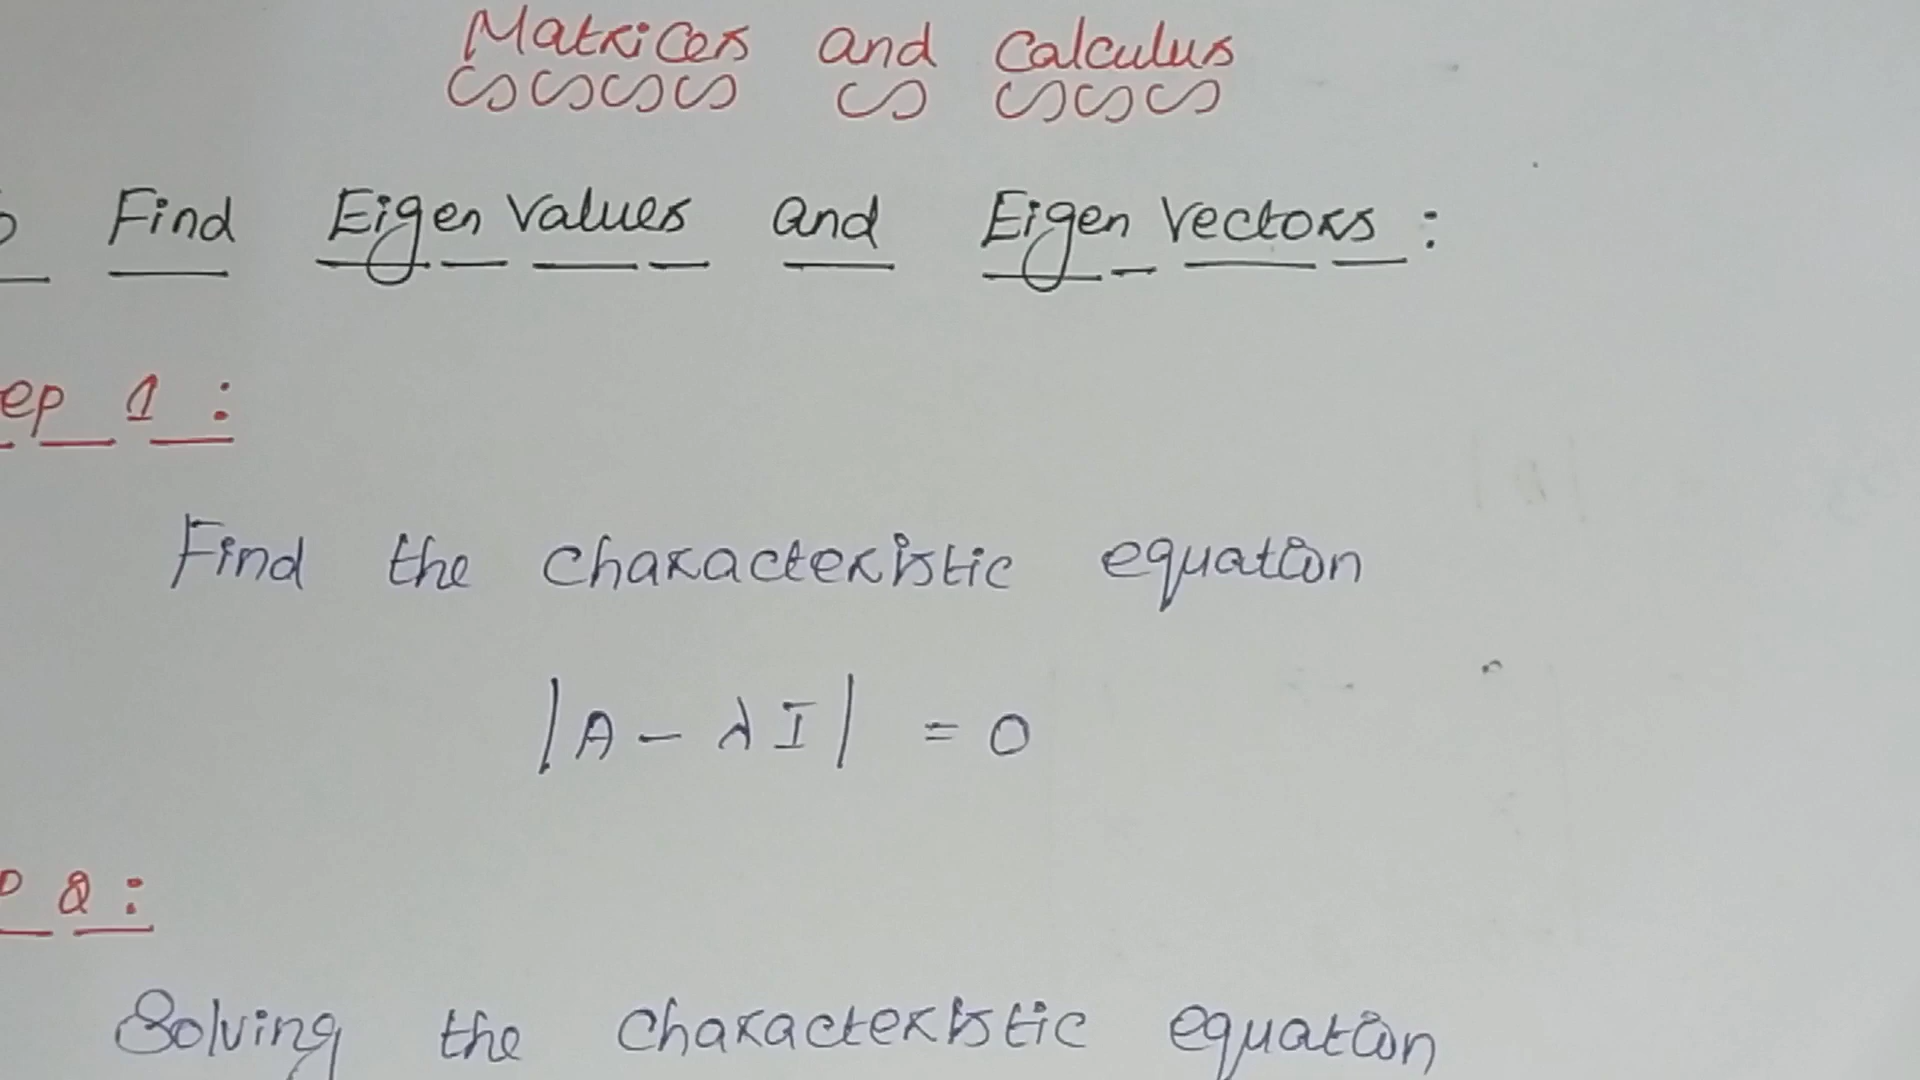 Matrices and Calculus
Find Eigen Values and Eigen Vectors :
ep 1 :
Find the characteristic equation
|A - λI| = 0
p 2 :
Solving the characteristic equation